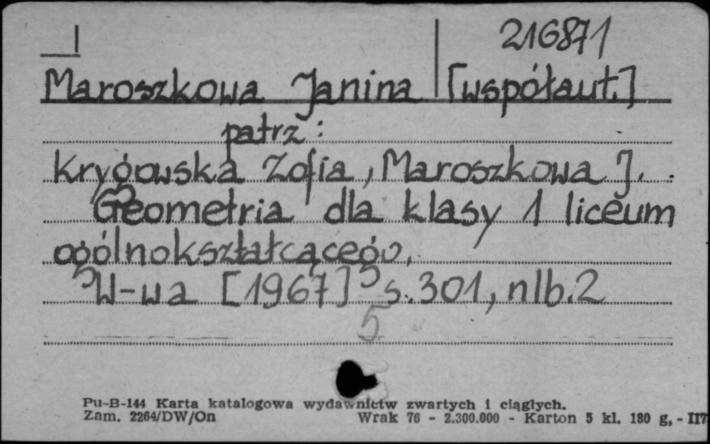 216871
Maroszkowa Janina [współaut.]
patrz:
Krygowska Zofia, Maroszkowa J.
Geometria dla klasy 1 liceum
ogólnokształcącego,
W-wa [1967] s. 301, nlb. 2
5
Pu-B-144 Karta katalogowa wydawnictw zwartych i ciągłych.
Zam. 2264/DW/On Wrak 76 - 2.300.000 - Karton 5 kl. 180 g, - II7